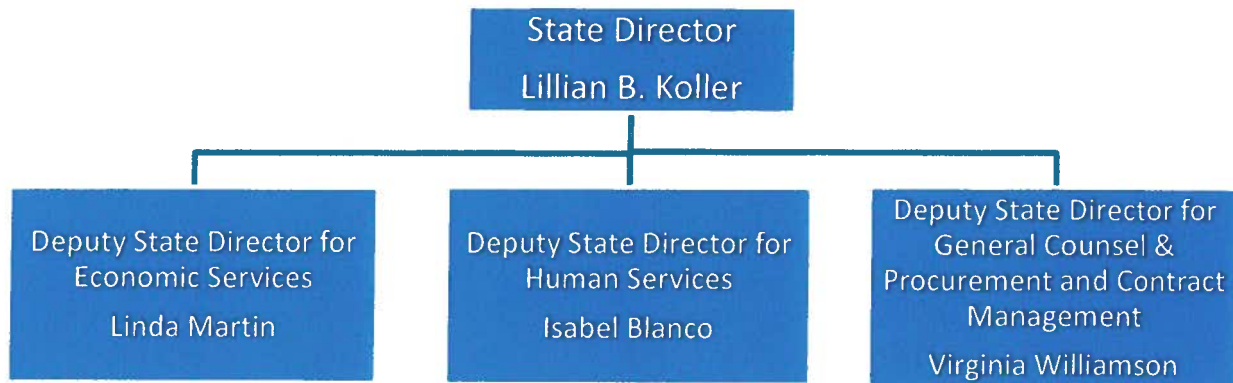 State Director
Lillian B. Koller
Deputy State Director for
Economic Services
Linda Martin
Deputy State Director for
Human Services
Isabel Blanco
Deputy State Director for
General Counsel &
Procurement and Contract
Management
Virginia Williamson